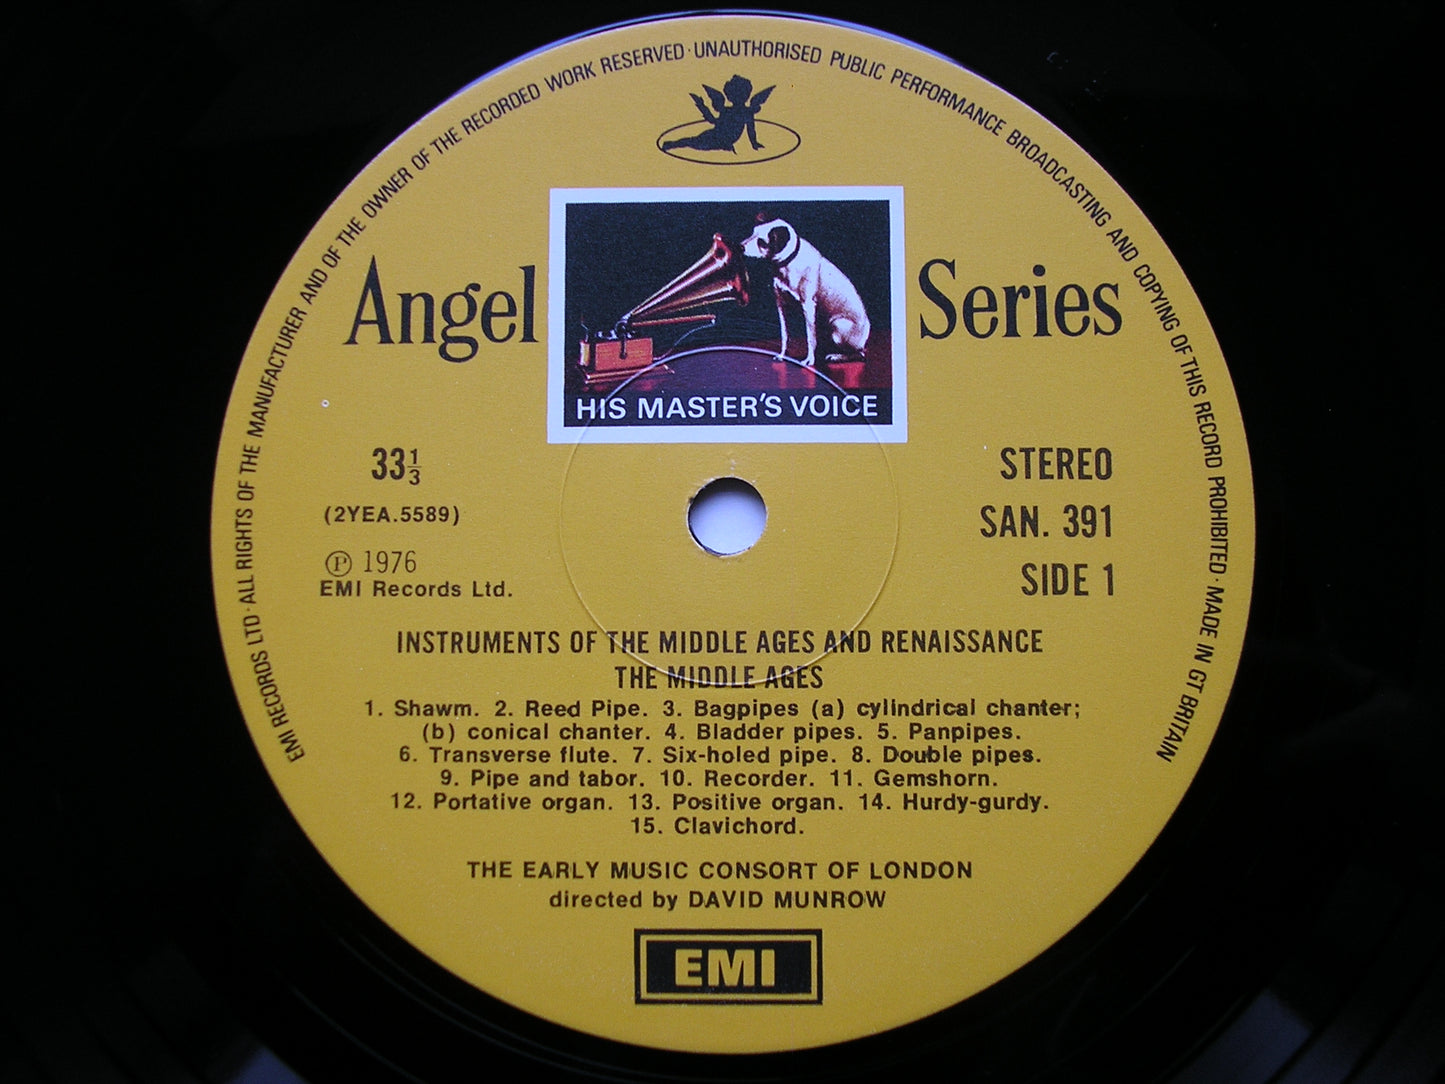 EMI RECORDS LTD · ALL RIGHTS OF THE MANUFACTURER AND OF THE OWNER OF THE RECORDED WORK RESERVED · UNAUTHORISED PUBLIC PERFORMANCE BROADCASTING AND COPYING OF THIS RECORD PROHIBITED · MADE IN GT BRITAIN
Angel Series
HIS MASTER'S VOICE
33⅓
(2YEA.5589)
Ⓟ 1976
EMI Records Ltd.
STEREO
SAN. 391
SIDE 1
INSTRUMENTS OF THE MIDDLE AGES AND RENAISSANCE
THE MIDDLE AGES
1. Shawm. 2. Reed Pipe. 3. Bagpipes (a) cylindrical chanter;
(b) conical chanter. 4. Bladder pipes. 5. Panpipes.
6. Transverse flute. 7. Six-holed pipe. 8. Double pipes.
9. Pipe and tabor. 10. Recorder. 11. Gemshorn.
12. Portative organ. 13. Positive organ. 14. Hurdy-gurdy.
15. Clavichord.
THE EARLY MUSIC CONSORT OF LONDON
directed by DAVID MUNROW
EMI